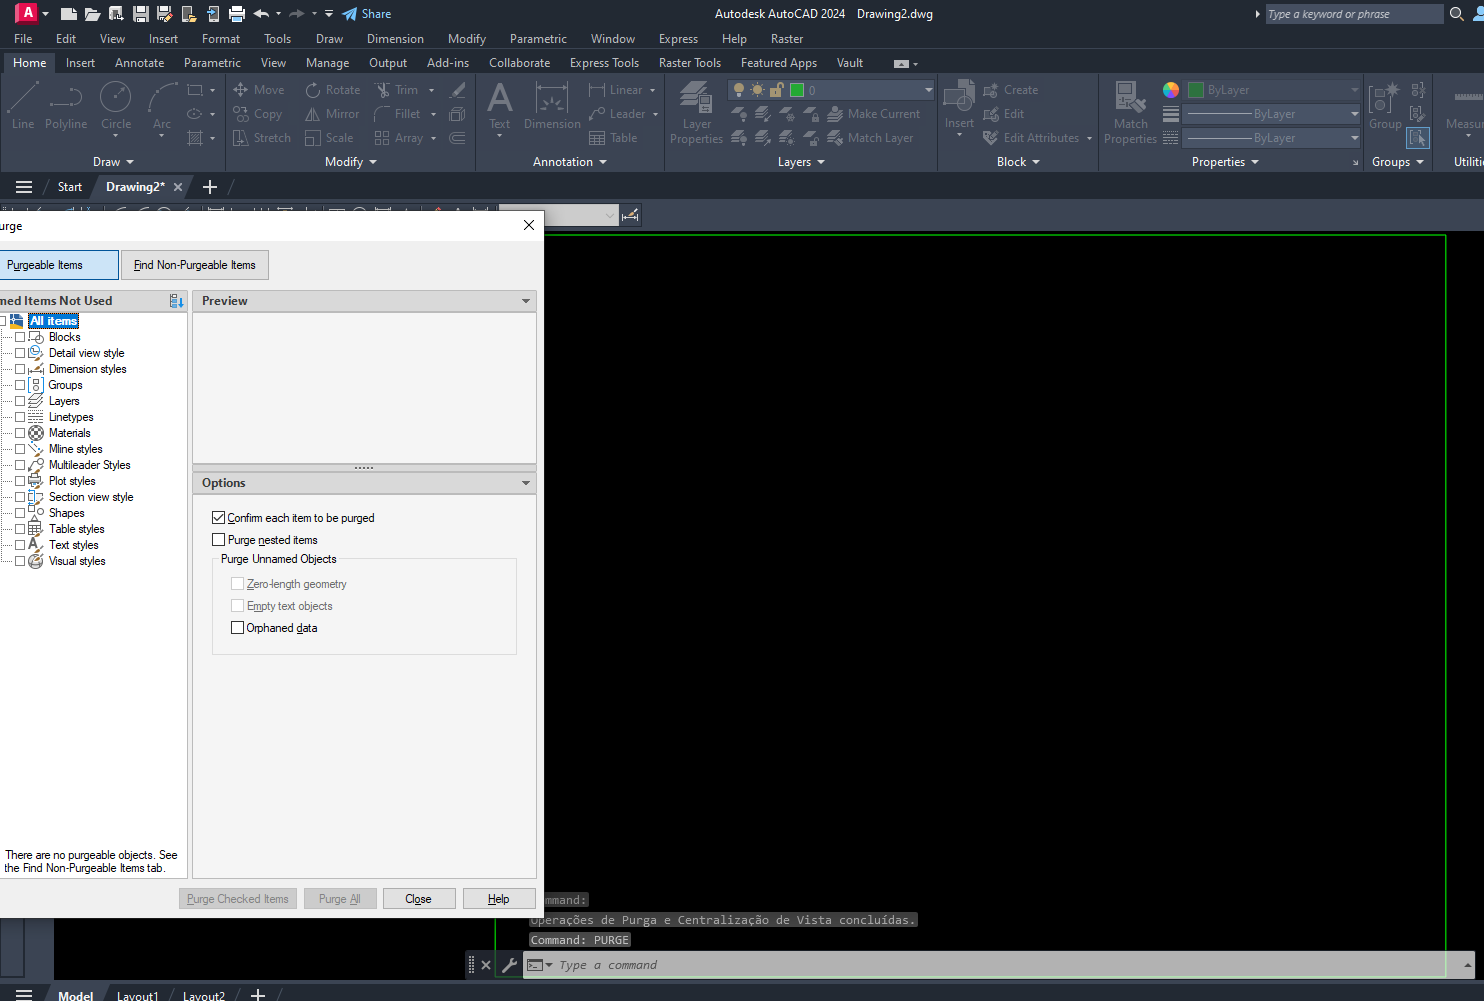 A Share Autodesk AutoCAD 2024 Drawing2.dwg Type a keyword or phrase
File Edit View Insert Format Tools Draw Dimension Modify Parametric Window Express Help Raster
Home Insert Annotate Parametric View Manage Output Add-ins Collaborate Express Tools Raster Tools Featured Apps Vault
Move Rotate Trim Linear 0 Create ByLayer
Copy Mirror Fillet Leader Make Current Edit ByLayer
Line Polyline Circle Arc Text Dimension Layer Insert Match Group Measur
Stretch Scale Array Table Properties Match Layer Edit Attributes Properties ByLayer
Draw Modify Annotation Layers Block Properties Groups Utiliti
Start Drawing2*
urge
Purgeable Items Find Non-Purgeable Items
med Items Not Used Preview
All items
Blocks
Detail view style
Dimension styles
Groups
Layers
Linetypes
Materials
Mline styles
Multileader Styles
Plot styles
Section view style
Shapes
Table styles
Text styles
Visual styles
Options
Confirm each item to be purged
Purge nested items
Purge Unnamed Objects
Zero-length geometry
Empty text objects
Orphaned data
There are no purgeable objects. See
the Find Non-Purgeable Items tab.
Purge Checked Items Purge All Close Help
mmand:
Operações de Purga e Centralização de Vista concluídas.
Command: PURGE
Type a command
Model Layout1 Layout2